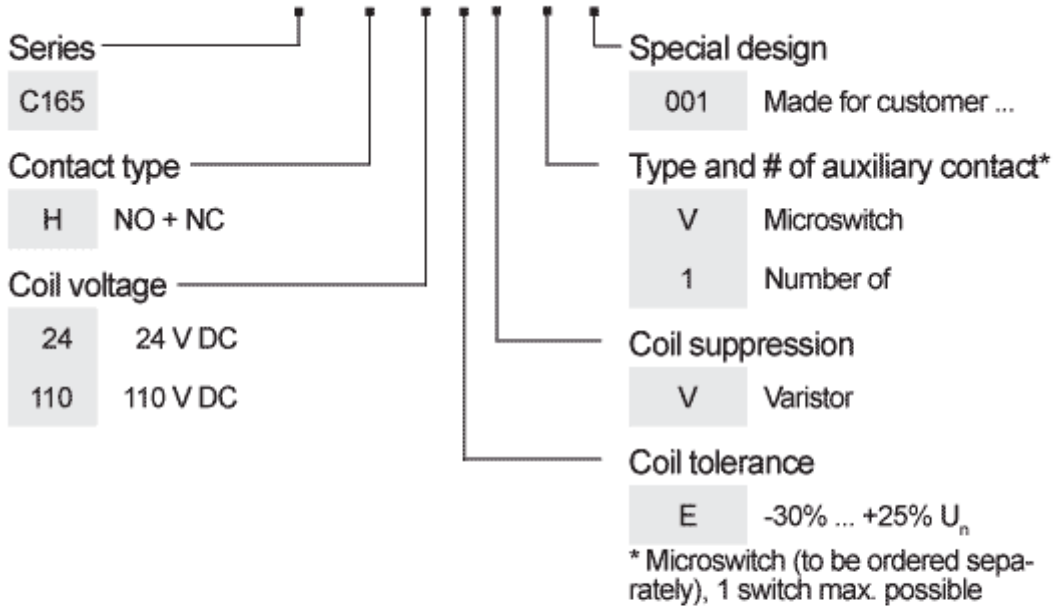 Series
C165
Contact type
H NO + NC
Coil voltage
24 24 V DC
110 110 V DC
Special design
001 Made for customer ...
Type and # of auxiliary contact*
V Microswitch
1 Number of
Coil suppression
V Varistor
Coil tolerance
E -30% ... +25% Un
* Microswitch (to be ordered sepa-
rately), 1 switch max. possible